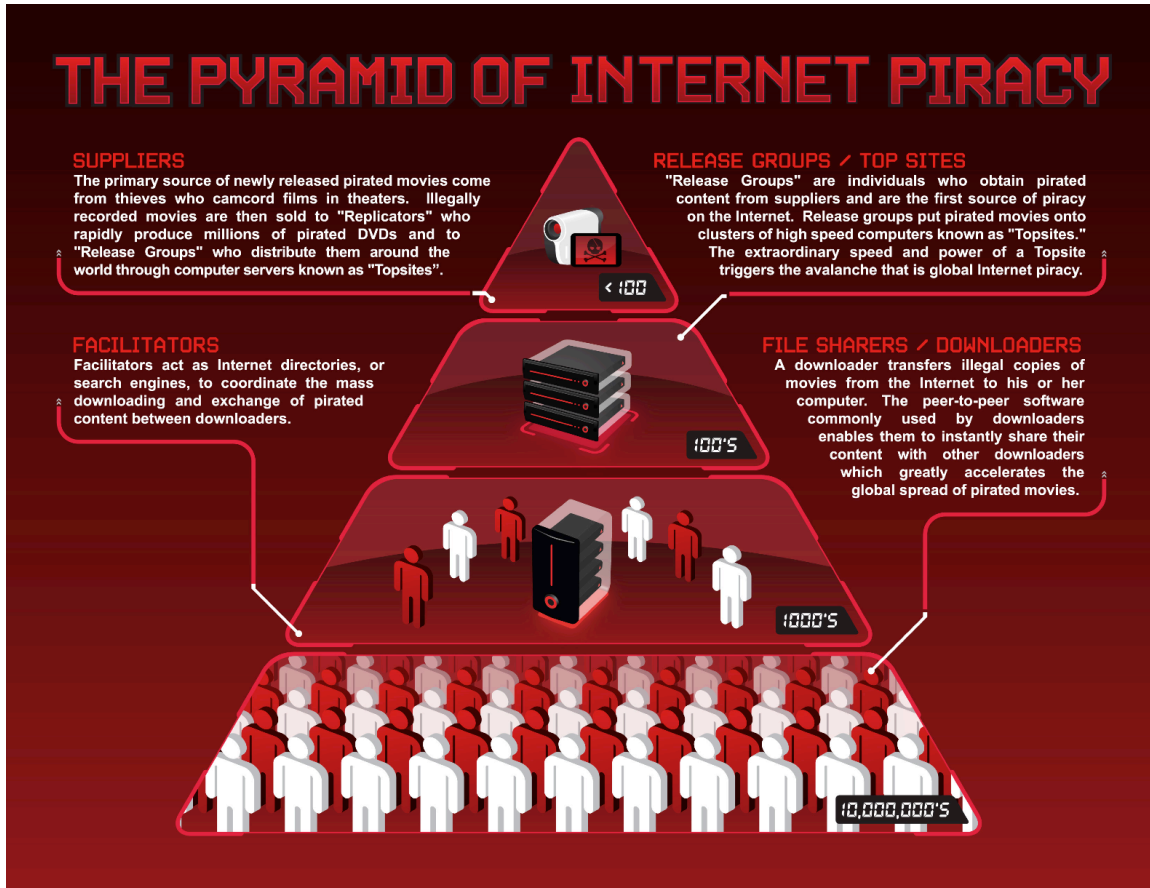 THE PYRAMID OF INTERNET PIRACY
SUPPLIERS
The primary source of newly released pirated movies come
from thieves who camcord films in theaters. Illegally
recorded movies are then sold to "Replicators" who
rapidly produce millions of pirated DVDs and to
"Release Groups" who distribute them around the
world through computer servers known as "Topsites”.
RELEASE GROUPS / TOP SITES
"Release Groups" are individuals who obtain pirated
content from suppliers and are the first source of piracy
on the Internet. Release groups put pirated movies onto
clusters of high speed computers known as "Topsites."
The extraordinary speed and power of a Topsite
triggers the avalanche that is global Internet piracy.
< 100
FACILITATORS
Facilitators act as Internet directories, or
search engines, to coordinate the mass
downloading and exchange of pirated
content between downloaders.
FILE SHARERS / DOWNLOADERS
A downloader transfers illegal copies of
movies from the Internet to his or her
computer. The peer-to-peer software
commonly used by downloaders
enables them to instantly share their
content with other downloaders
which greatly accelerates the
global spread of pirated movies.
100'S
1000'S
10,000,000'S